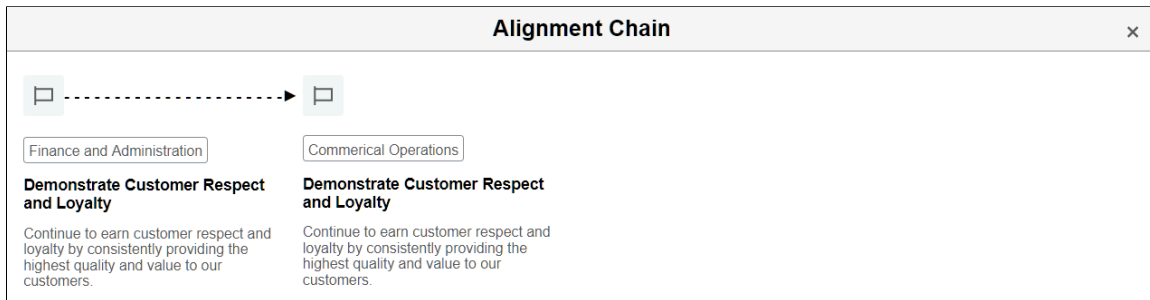 Alignment Chain
×
Finance and Administration
Demonstrate Customer Respect
and Loyalty
Continue to earn customer respect and
loyalty by consistently providing the
highest quality and value to our
customers.
Commerical Operations
Demonstrate Customer Respect
and Loyalty
Continue to earn customer respect and
loyalty by consistently providing the
highest quality and value to our
customers.